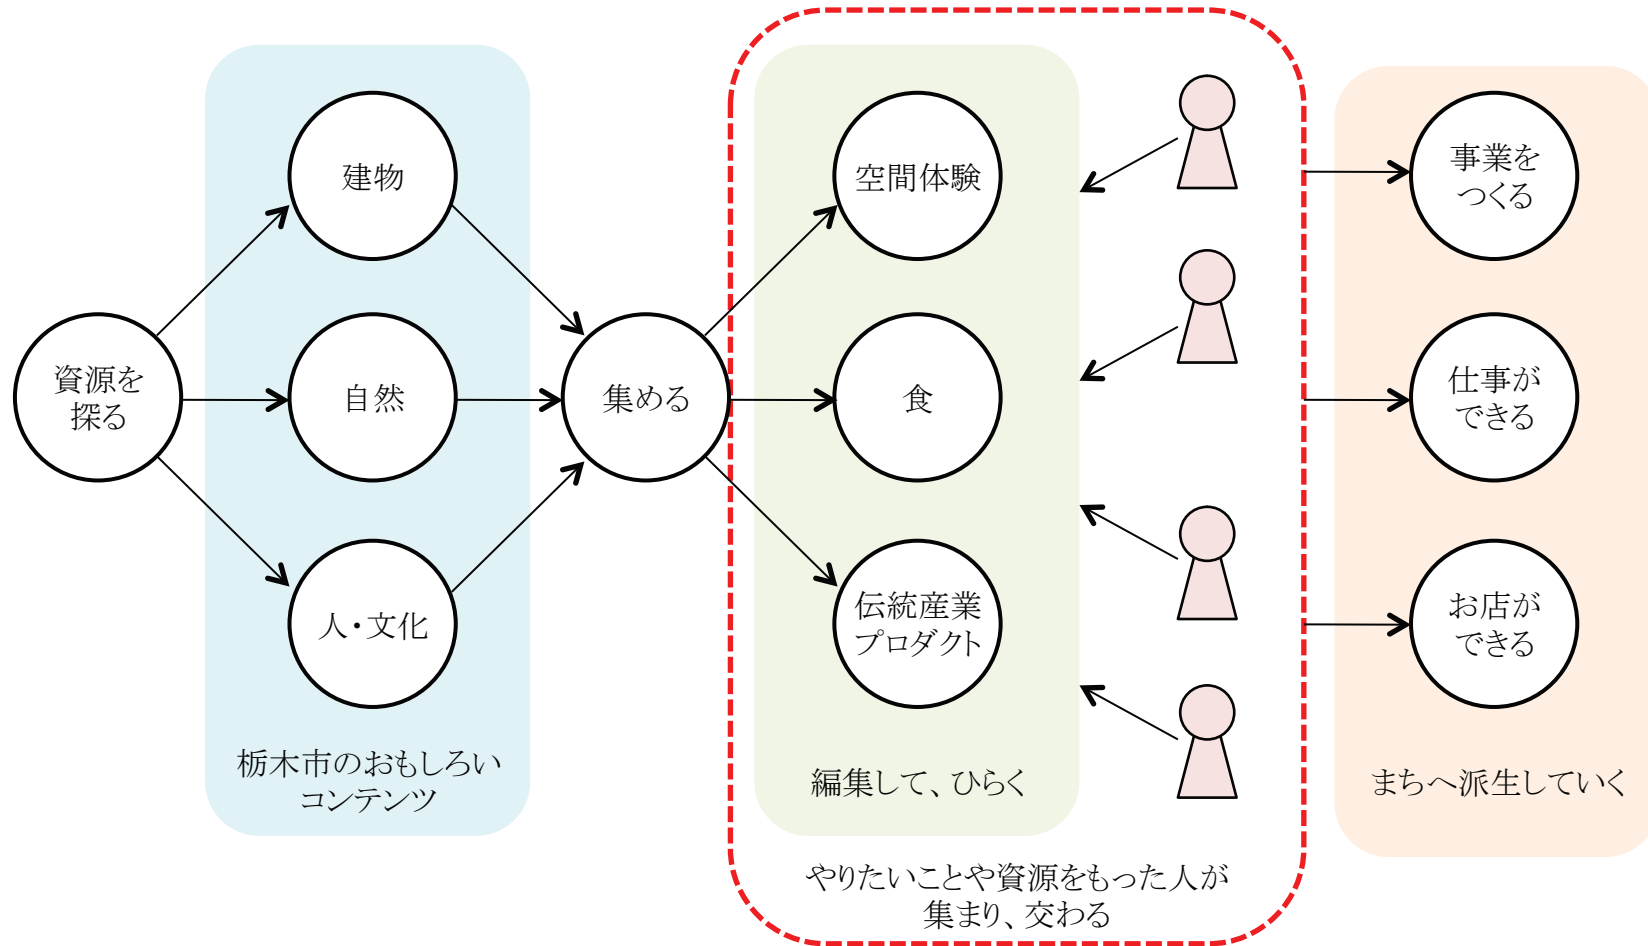 資源を
探る
建物
自然
人・文化
栃木市のおもしろい
コンテンツ
集める
空間体験
食
伝統産業
プロダクト
編集して、ひらく
やりたいことや資源をもった人が
集まり、交わる
事業を
つくる
仕事が
できる
お店が
できる
まちへ派生していく